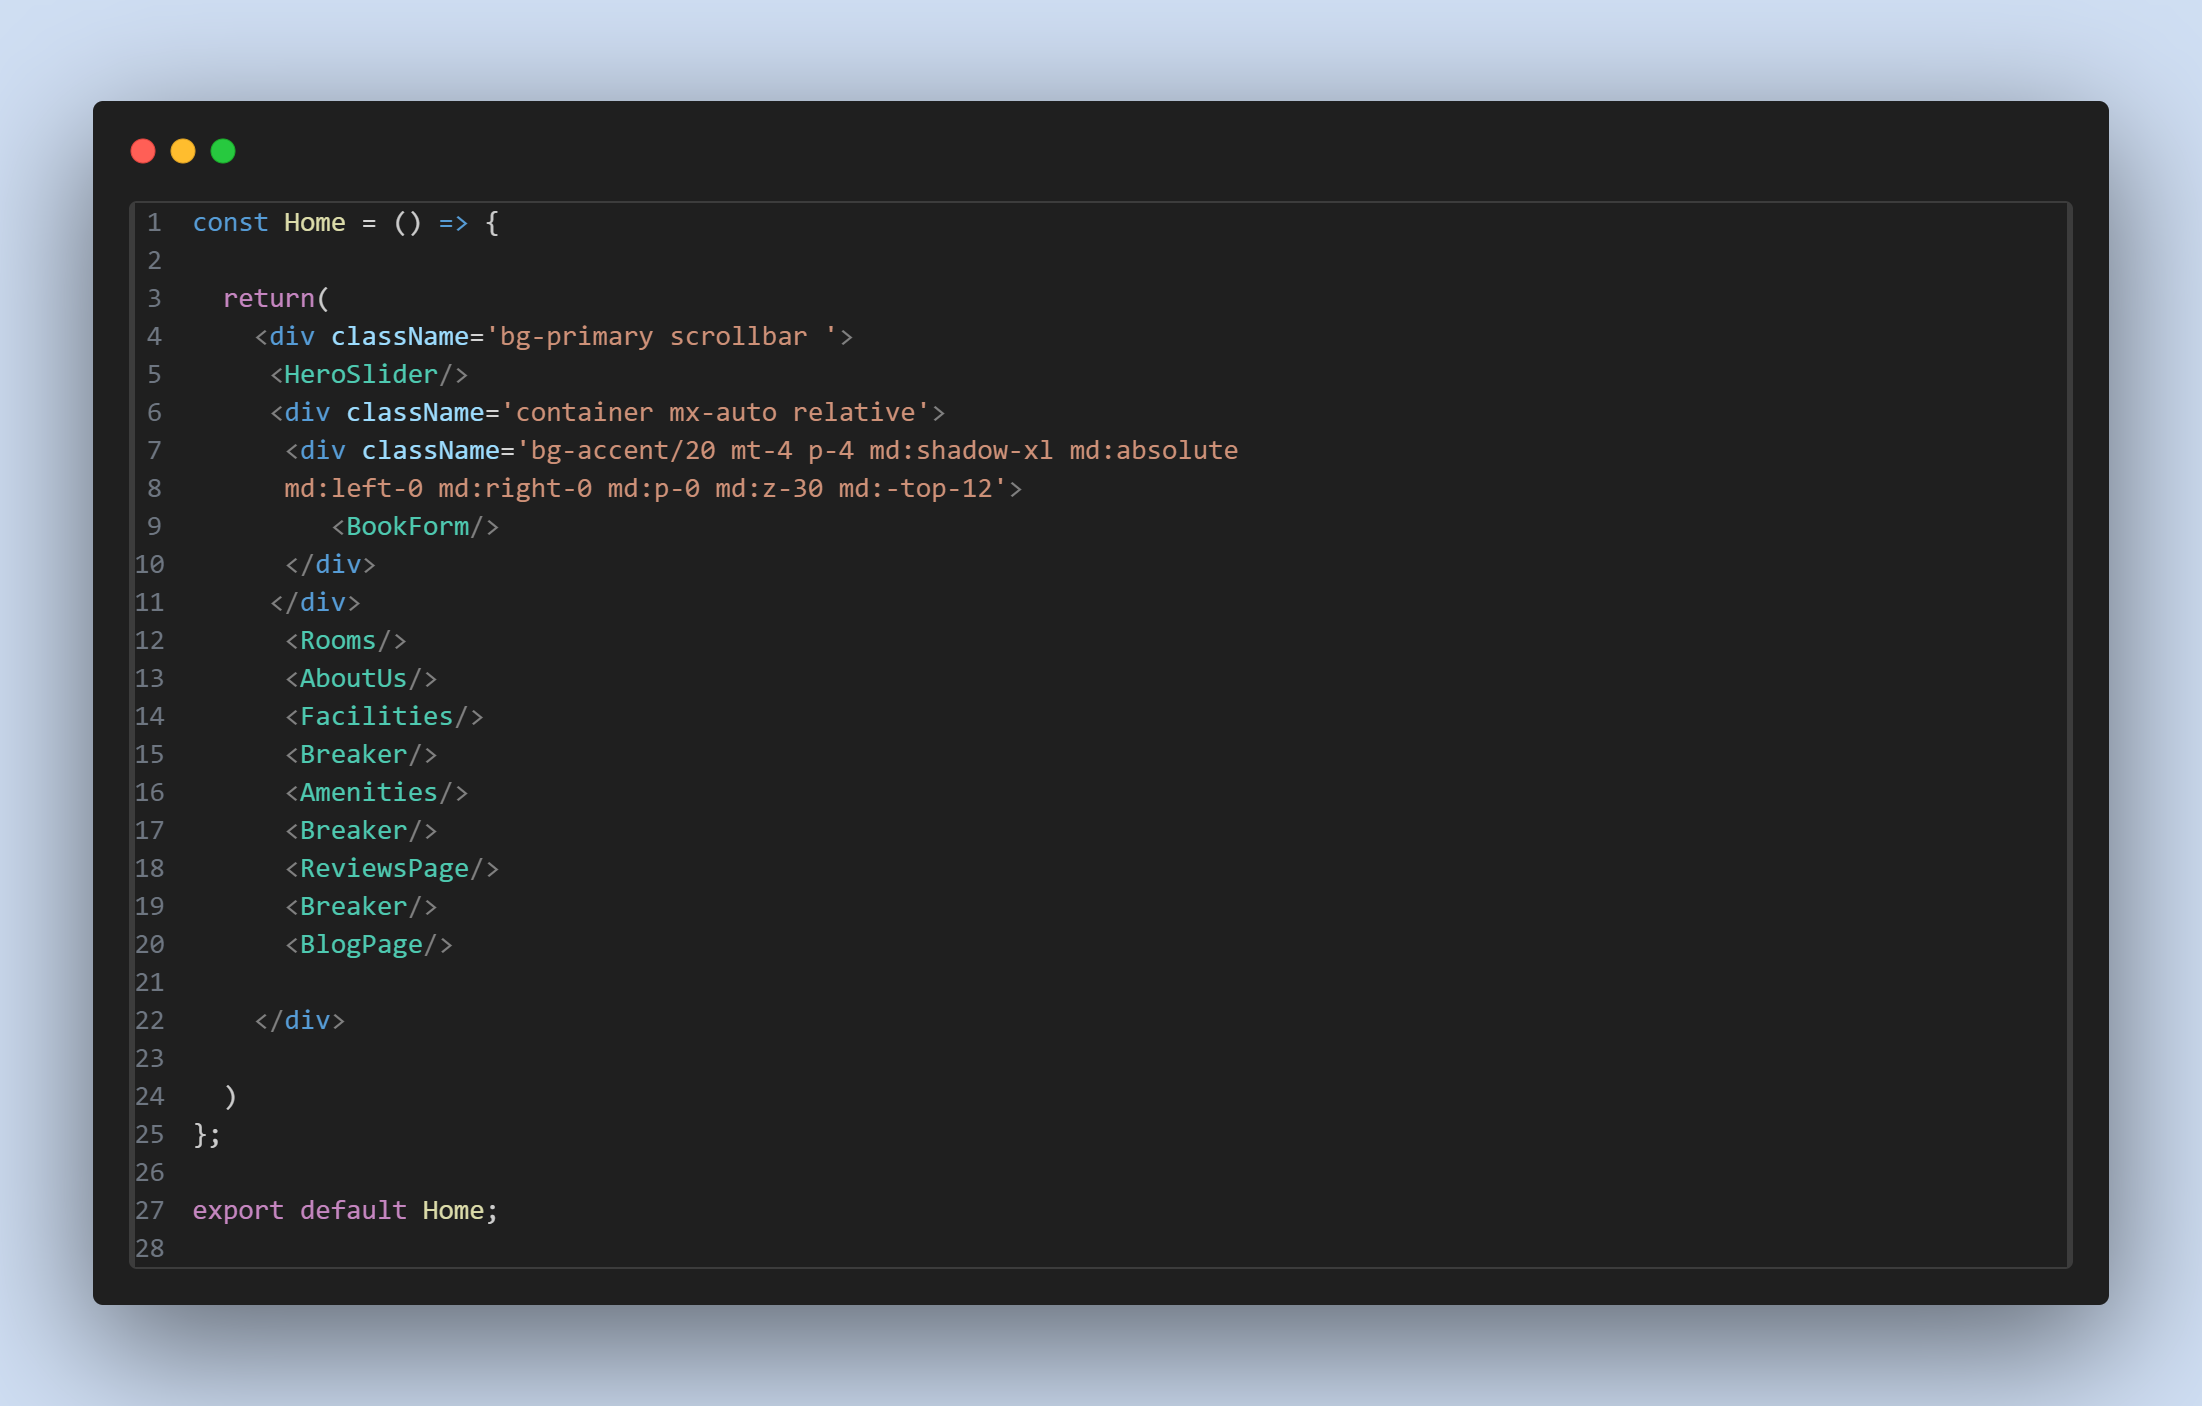 1 const Home = () => {
2
3   return(
4     <div className='bg-primary scrollbar '>
5      <HeroSlider/>
6      <div className='container mx-auto relative'>
7       <div className='bg-accent/20 mt-4 p-4 md:shadow-xl md:absolute
8       md:left-0 md:right-0 md:p-0 md:z-30 md:-top-12'>
9          <BookForm/>
10       </div>
11      </div>
12       <Rooms/>
13       <AboutUs/>
14       <Facilities/>
15       <Breaker/>
16       <Amenities/>
17       <Breaker/>
18       <ReviewsPage/>
19       <Breaker/>
20       <BlogPage/>
21
22     </div>
23
24   )
25 };
26
27 export default Home;
28